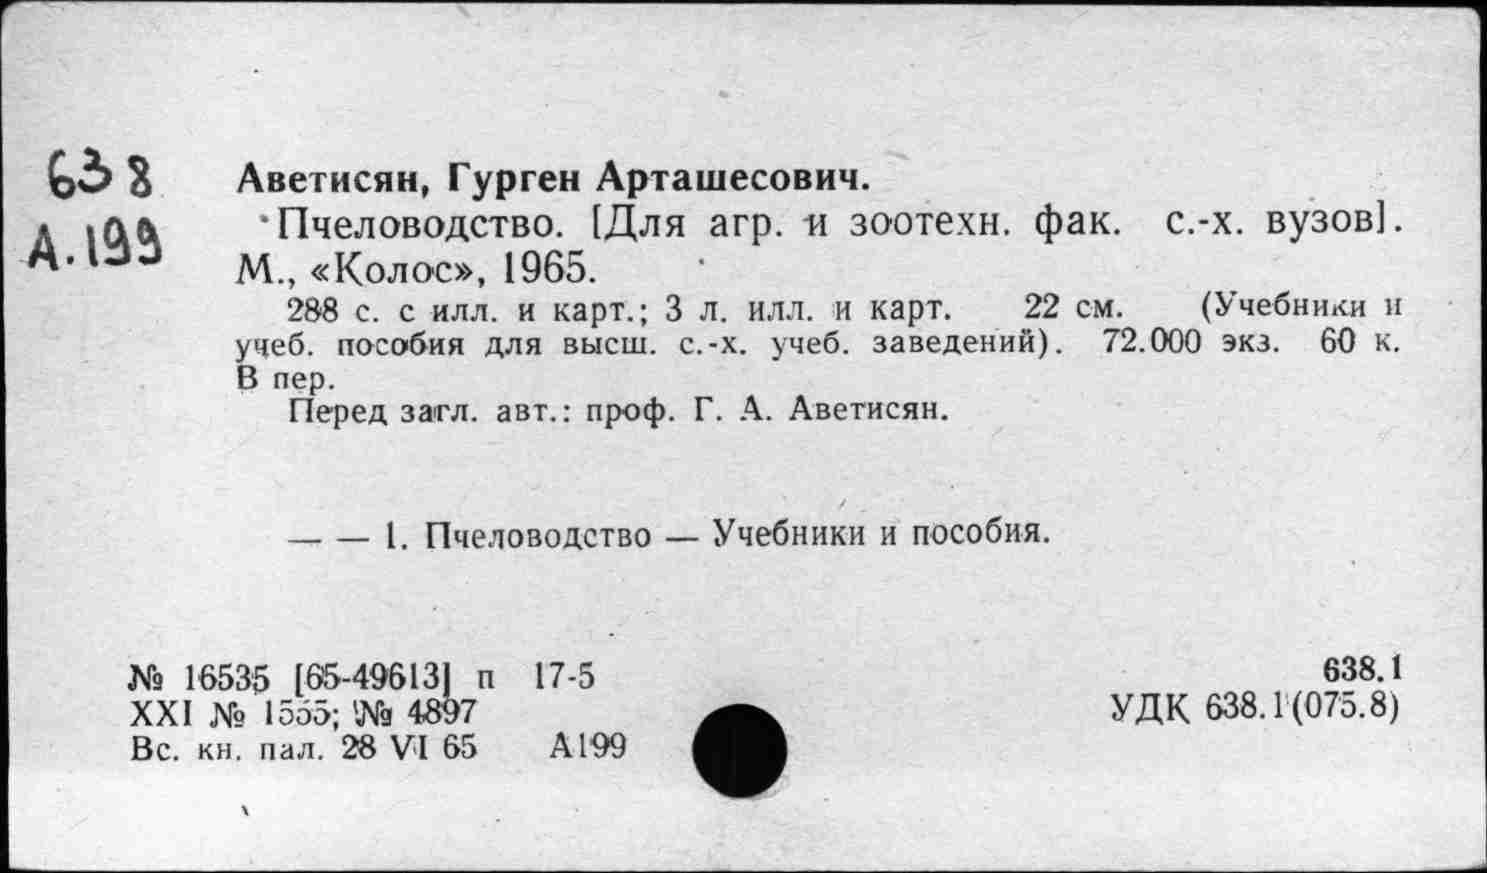 638
А.199
Аветисян, Гурген Арташесович.
Пчеловодство. [Для агр. и зоотехн. фак. с.-х. вузов].
М., «Колос», 1965.
288 с. с илл. и карт.; 3 л. илл. и карт. 22 см. (Учебники и
учеб. пособия для высш. с.-х. учеб. заведений). 72.000 экз. 60 к.
В пер.
Перед загл. авт.: проф. Г. А. Аветисян.
— — 1. Пчеловодство — Учебники и пособия.
№ 16535 [65-49613] п 17-5
638.1
XXI № 1555; № 4897
УДК 638.1(075.8)
Вс. кн. пал. 28 VI 65 А199